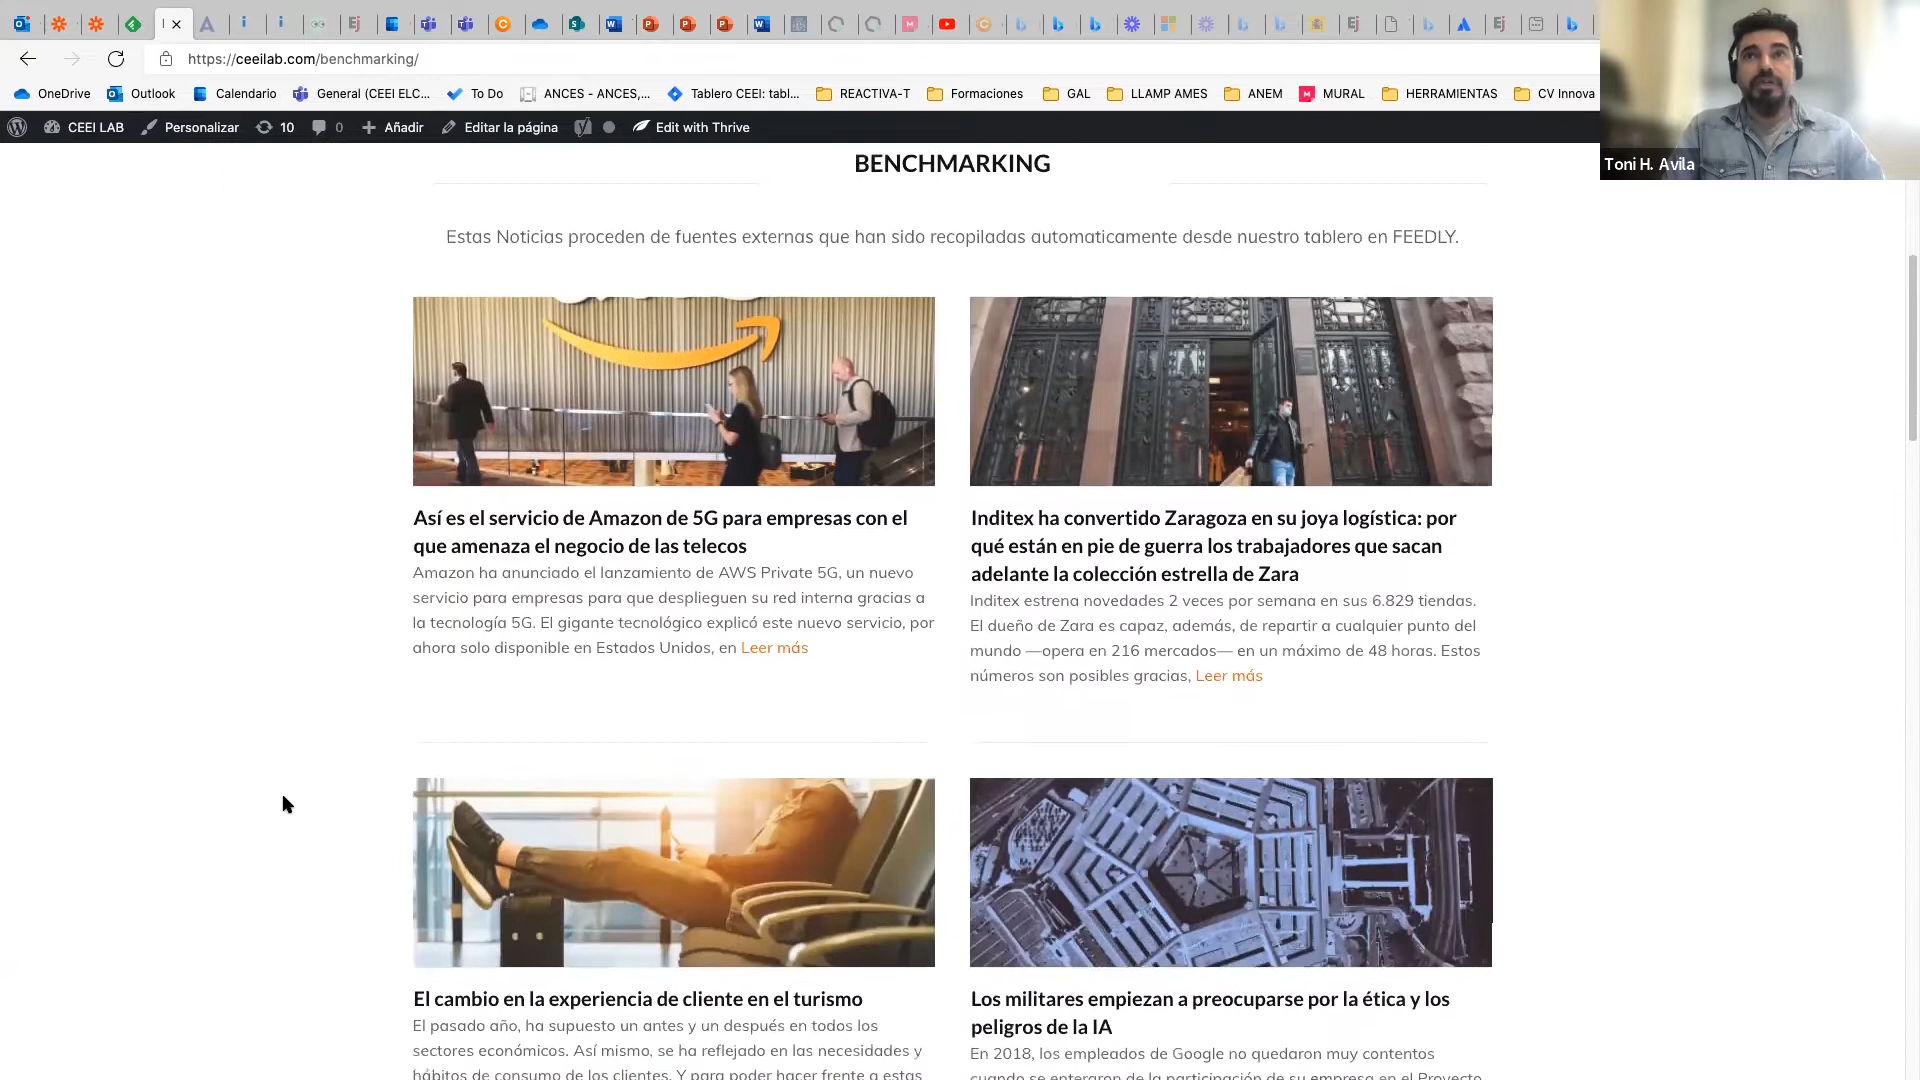 https://ceeilab.com/benchmarking/
OneDrive Outlook Calendario General (CEEI ELC... To Do ANCES - ANCES,... Tablero CEEI: tabl... REACTIVA-T Formaciones GAL LLAMP AMES ANEM MURAL HERRAMIENTAS CV Innova
CEEI LAB Personalizar 10 0 Añadir Editar la página Edit with Thrive
Toni H. Avila
BENCHMARKING
Estas Noticias proceden de fuentes externas que han sido recopiladas automaticamente desde nuestro tablero en FEEDLY.
Así es el servicio de Amazon de 5G para empresas con el
que amenaza el negocio de las telecos
Amazon ha anunciado el lanzamiento de AWS Private 5G, un nuevo
servicio para empresas para que desplieguen su red interna gracias a
la tecnología 5G. El gigante tecnológico explicó este nuevo servicio, por
ahora solo disponible en Estados Unidos, en Leer más
Inditex ha convertido Zaragoza en su joya logística: por
qué están en pie de guerra los trabajadores que sacan
adelante la colección estrella de Zara
Inditex estrena novedades 2 veces por semana en sus 6.829 tiendas.
El dueño de Zara es capaz, además, de repartir a cualquier punto del
mundo —opera en 216 mercados— en un máximo de 48 horas. Estos
números son posibles gracias, Leer más
El cambio en la experiencia de cliente en el turismo
El pasado año, ha supuesto un antes y un después en todos los
sectores económicos. Así mismo, se ha reflejado en las necesidades y
hábitos de consumo de los clientes. Y para poder hacer frente a estas
Los militares empiezan a preocuparse por la ética y los
peligros de la IA
En 2018, los empleados de Google no quedaron muy contentos
cuando se enteraron de la participación de su empresa en el Proyecto